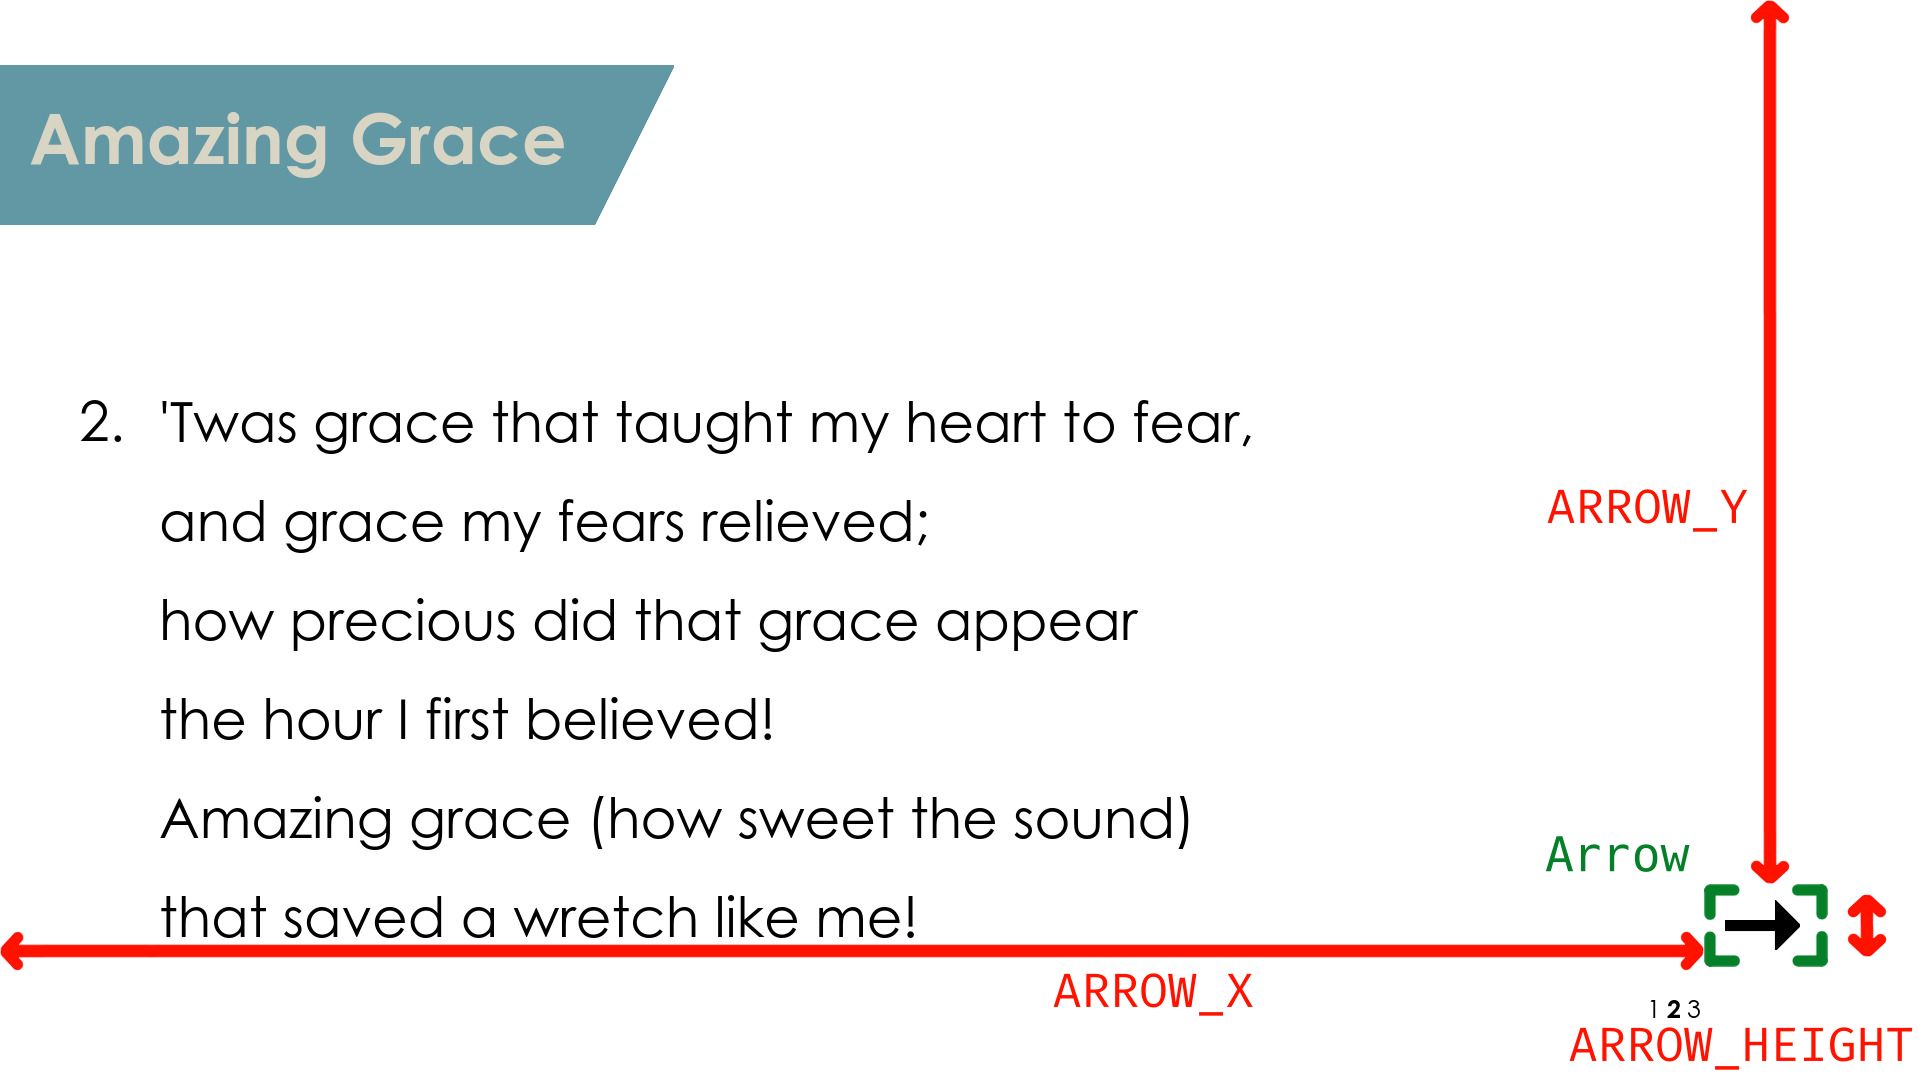 Amazing Grace
2. 'Twas grace that taught my heart to fear,
and grace my fears relieved;
how precious did that grace appear
the hour I first believed!
Amazing grace (how sweet the sound)
that saved a wretch like me!
ARROW_Y
Arrow
ARROW_X
1 2 3
ARROW_HEIGHT